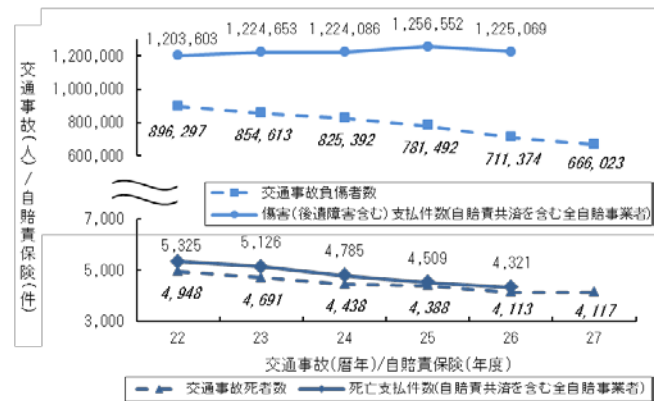 交通事故(人)/自賠責保険(件)
1,203,603 1,224,653 1,224,086 1,256,552 1,225,069
1,200,000
1,000,000
800,000
600,000
896,297 854,613 825,392 781,492 711,374 666,023
交通事故負傷者数
傷害(後遺障害含む)支払件数(自賠責共済を含む全自賠事業者)
7,000
5,000
3,000
5,325 5,126 4,785 4,509 4,321
4,948 4,691 4,438 4,388 4,113 4,117
22 23 24 25 26 27
交通事故(暦年)/自賠責保険(年度)
交通事故死者数 死亡支払件数(自賠責共済を含む全自賠事業者)